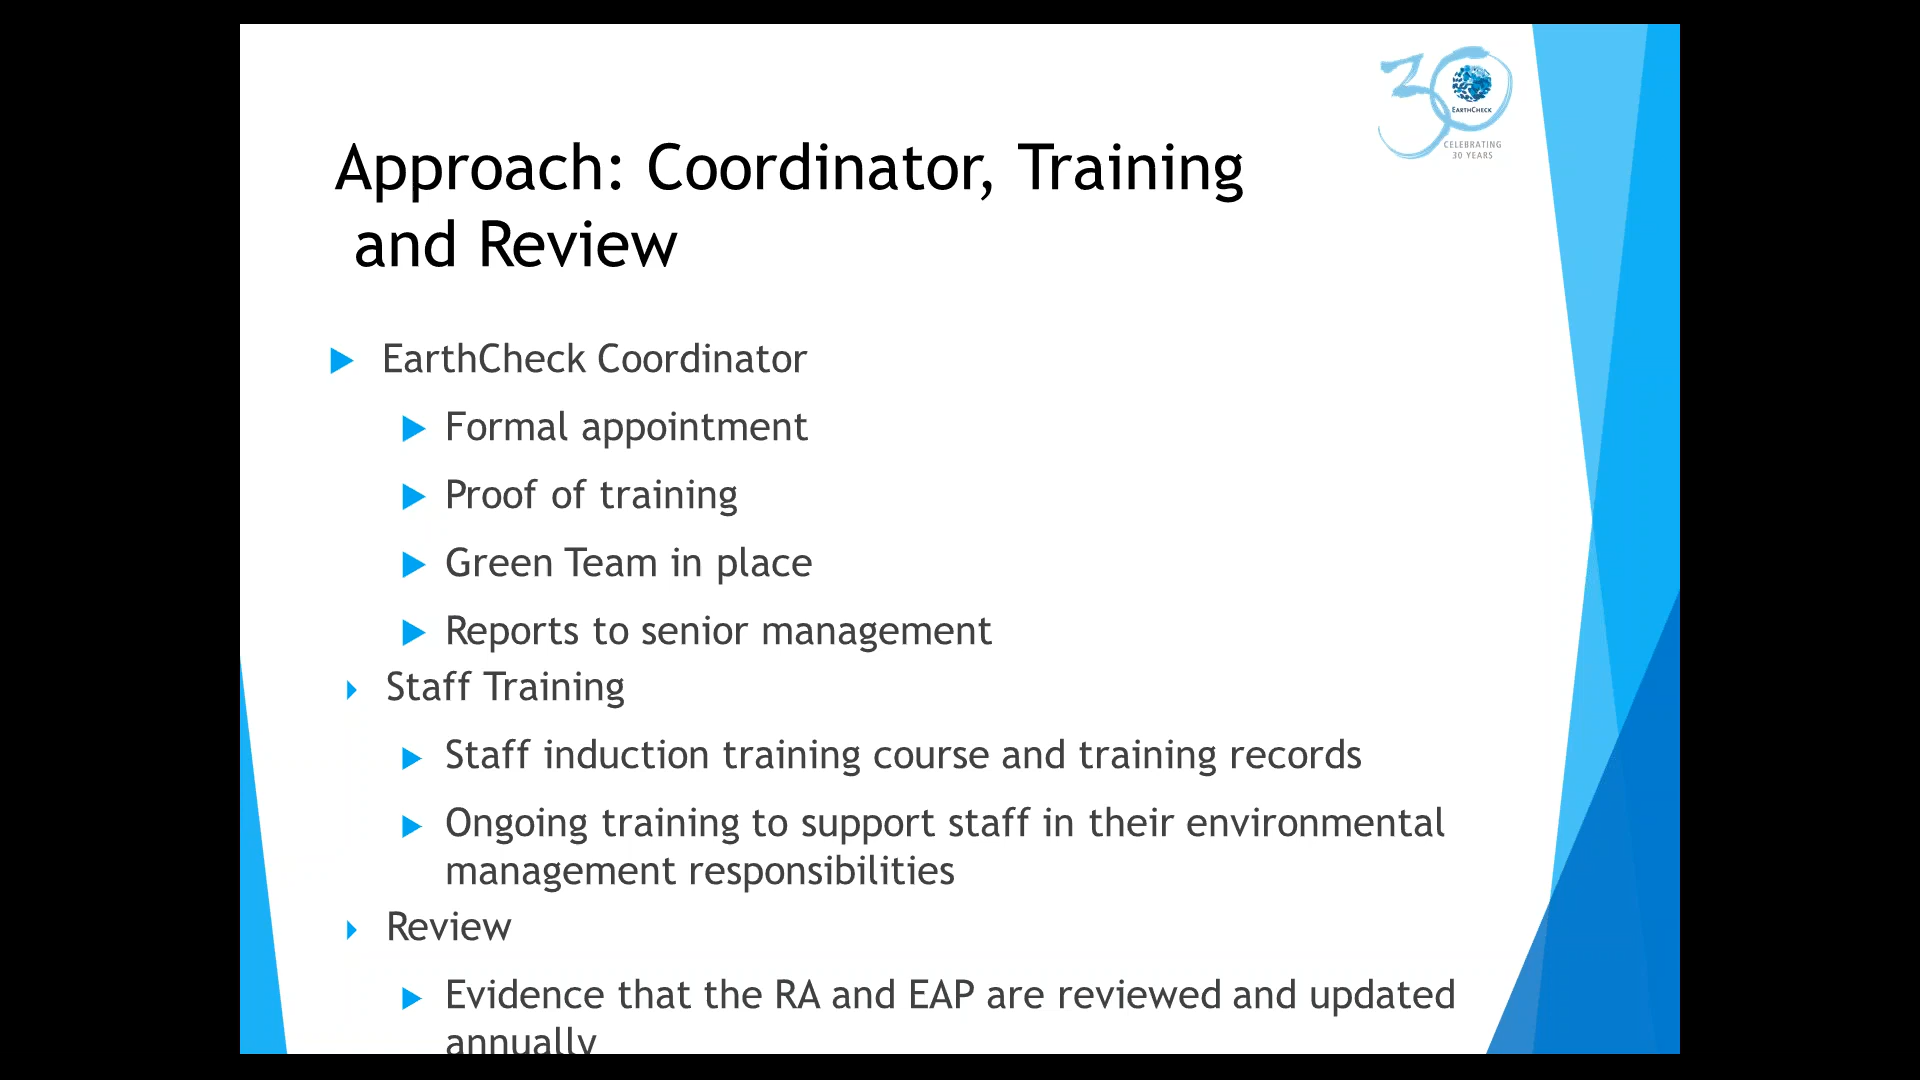 30
EARTHCHECK
CELEBRATING
30 YEARS
Approach: Coordinator, Training
and Review
EarthCheck Coordinator
Formal appointment
Proof of training
Green Team in place
Reports to senior management
Staff Training
Staff induction training course and training records
Ongoing training to support staff in their environmental
management responsibilities
Review
Evidence that the RA and EAP are reviewed and updated
annually